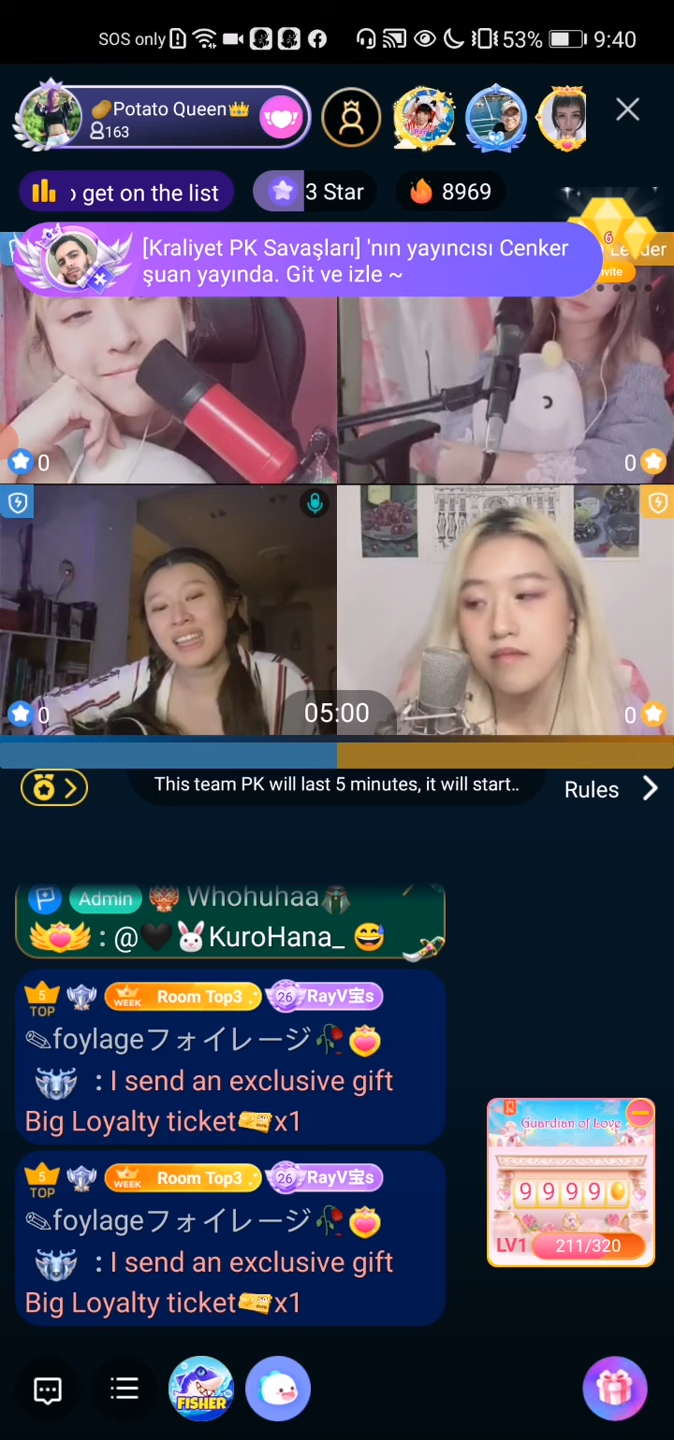 SOS only 53% 9:40
🥔Potato Queen👑
163
get on the list 3 Star 8969
[Kraliyet PK Savaşları] 'nın yayıncısı Cenker
şuan yayında. Git ve izle ~
6
0 0
0 05:00 0
This team PK will last 5 minutes, it will start.. Rules
Admin Whohuhaa
: @🖤🐰KuroHana_ 😅
5 TOP WEEK Room Top3 26 RayV宝s
✏foylageフォイレージ🥀
: I send an exclusive gift
Big Loyalty ticket🎫x1
Guardian of Love
9 9 9 9
LV1 211/320
5 TOP WEEK Room Top3 26 RayV宝s
✏foylageフォイレージ🥀
: I send an exclusive gift
Big Loyalty ticket🎫x1
FISHER